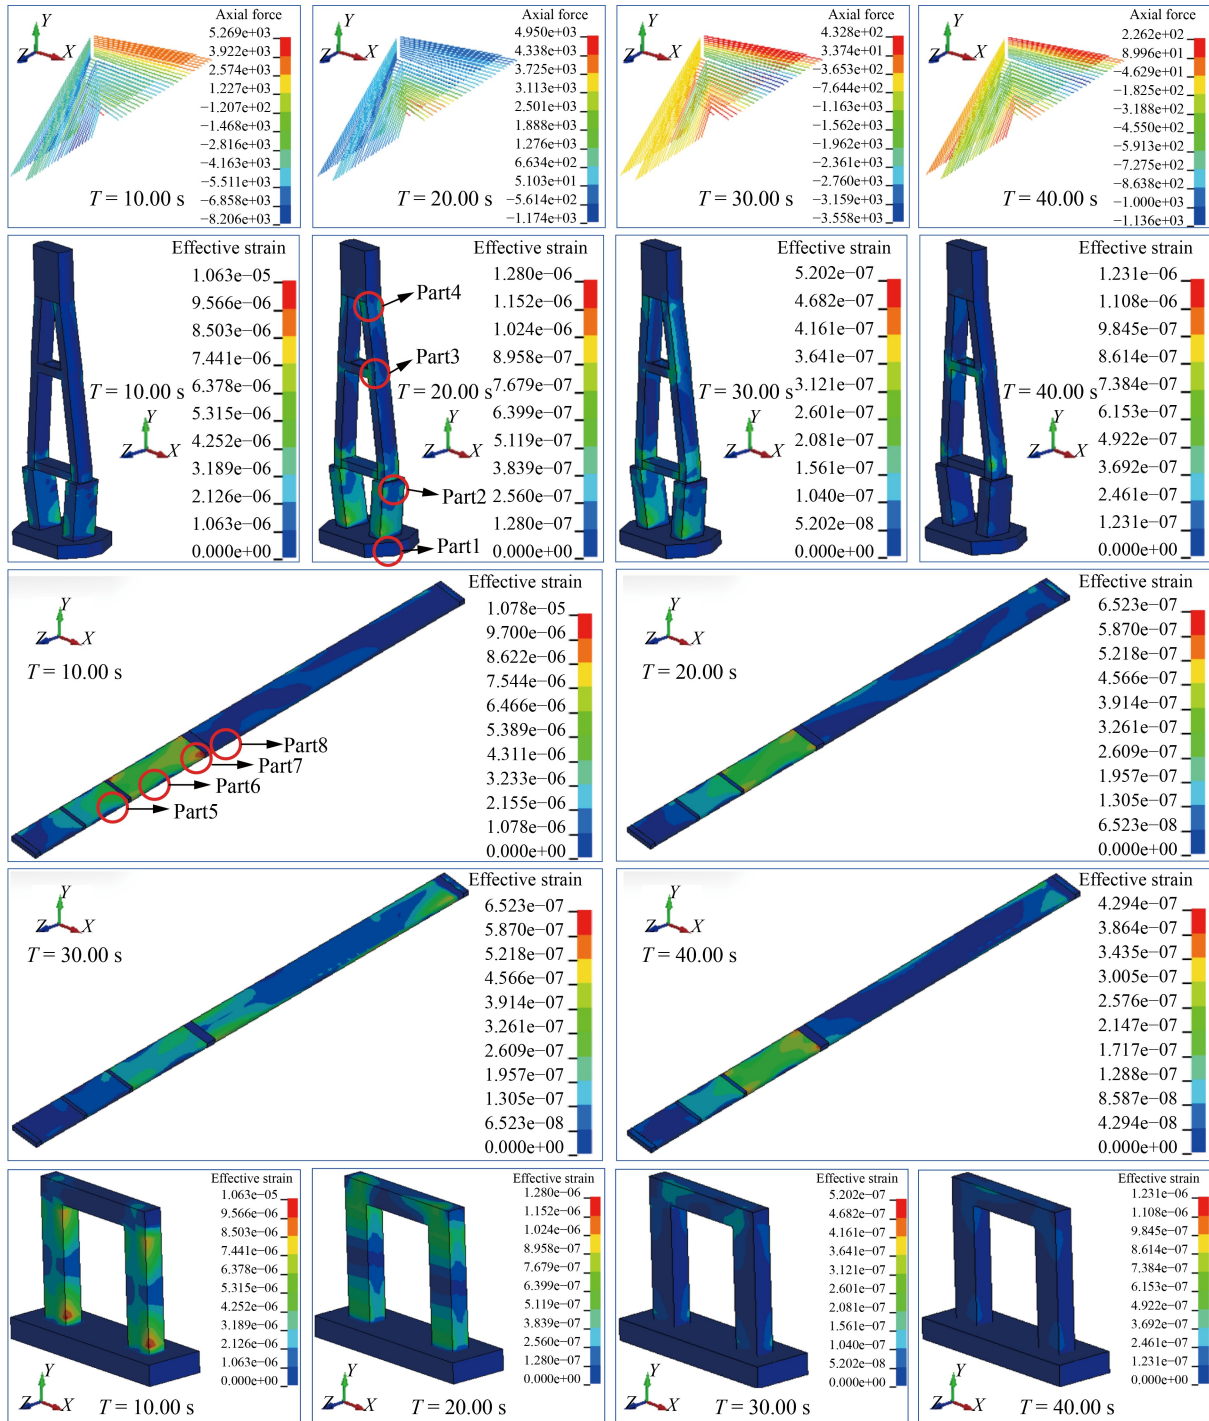 Axial force
5.269e+03
3.922e+03
2.574e+03
1.227e+03
−1.207e+02
−1.468e+03
−2.816e+03
−4.163e+03
−5.511e+03
−6.858e+03
−8.206e+03
Y
Z
X
T = 10.00 s
Axial force
4.950e+03
4.338e+03
3.725e+03
3.113e+03
2.501e+03
1.888e+03
1.276e+03
6.634e+02
5.103e+01
−5.614e+02
−1.174e+03
Y
Z
X
T = 20.00 s
Axial force
4.328e+02
3.374e+01
−3.653e+02
−7.644e+02
−1.163e+03
−1.562e+03
−1.962e+03
−2.361e+03
−2.760e+03
−3.159e+03
−3.558e+03
Y
Z
X
T = 30.00 s
Axial force
2.262e+02
8.996e+01
−4.629e+01
−1.825e+02
−3.188e+02
−4.550e+02
−5.913e+02
−7.275e+02
−8.638e+02
−1.000e+03
−1.136e+03
Y
Z
X
T = 40.00 s
Effective strain
1.063e−05
9.566e−06
8.503e−06
7.441e−06
6.378e−06
5.315e−06
4.252e−06
3.189e−06
2.126e−06
1.063e−06
0.000e+00
T = 10.00 s
Y
Z
X
Effective strain
1.280e−06
1.152e−06
1.024e−06
8.958e−07
7.679e−07
6.399e−07
5.119e−07
3.839e−07
2.560e−07
1.280e−07
0.000e+00
Part4
Part3
T = 20.00 s
Y
Z
X
Part2
Part1
Effective strain
5.202e−07
4.682e−07
4.161e−07
3.641e−07
3.121e−07
2.601e−07
2.081e−07
1.561e−07
1.040e−07
5.202e−08
0.000e+00
T = 30.00 s
Y
Z
X
Effective strain
1.231e−06
1.108e−06
9.845e−07
8.614e−07
7.384e−07
6.153e−07
4.922e−07
3.692e−07
2.461e−07
1.231e−07
0.000e+00
T = 40.00 s
Y
Z
X
Effective strain
1.078e−05
9.700e−06
8.622e−06
7.544e−06
6.466e−06
5.389e−06
4.311e−06
3.233e−06
2.155e−06
1.078e−06
0.000e+00
Y
Z
X
T = 10.00 s
Part8
Part7
Part6
Part5
Effective strain
6.523e−07
5.870e−07
5.218e−07
4.566e−07
3.914e−07
3.261e−07
2.609e−07
1.957e−07
1.305e−07
6.523e−08
0.000e+00
Y
Z
X
T = 20.00 s
Effective strain
6.523e−07
5.870e−07
5.218e−07
4.566e−07
3.914e−07
3.261e−07
2.609e−07
1.957e−07
1.305e−07
6.523e−08
0.000e+00
Y
Z
X
T = 30.00 s
Effective strain
4.294e−07
3.864e−07
3.435e−07
3.005e−07
2.576e−07
2.147e−07
1.717e−07
1.288e−07
8.587e−08
4.294e−08
0.000e+00
Y
Z
X
T = 40.00 s
Effective strain
1.063e−05
9.566e−06
8.503e−06
7.441e−06
6.378e−06
5.315e−06
4.252e−06
3.189e−06
2.126e−06
1.063e−06
0.000e+00
Y
Z
X
T = 10.00 s
Effective strain
1.280e−06
1.152e−06
1.024e−06
8.958e−07
7.679e−07
6.399e−07
5.119e−07
3.839e−07
2.560e−07
1.280e−07
0.000e+00
Y
Z
X
T = 20.00 s
Effective strain
5.202e−07
4.682e−07
4.161e−07
3.641e−07
3.121e−07
2.601e−07
2.081e−07
1.561e−07
1.040e−07
5.202e−08
0.000e+00
Y
Z
X
T = 30.00 s
Effective strain
1.231e−06
1.108e−06
9.845e−07
8.614e−07
7.384e−07
6.153e−07
4.922e−07
3.692e−07
2.461e−07
1.231e−07
0.000e+00
Y
Z
X
T = 40.00 s